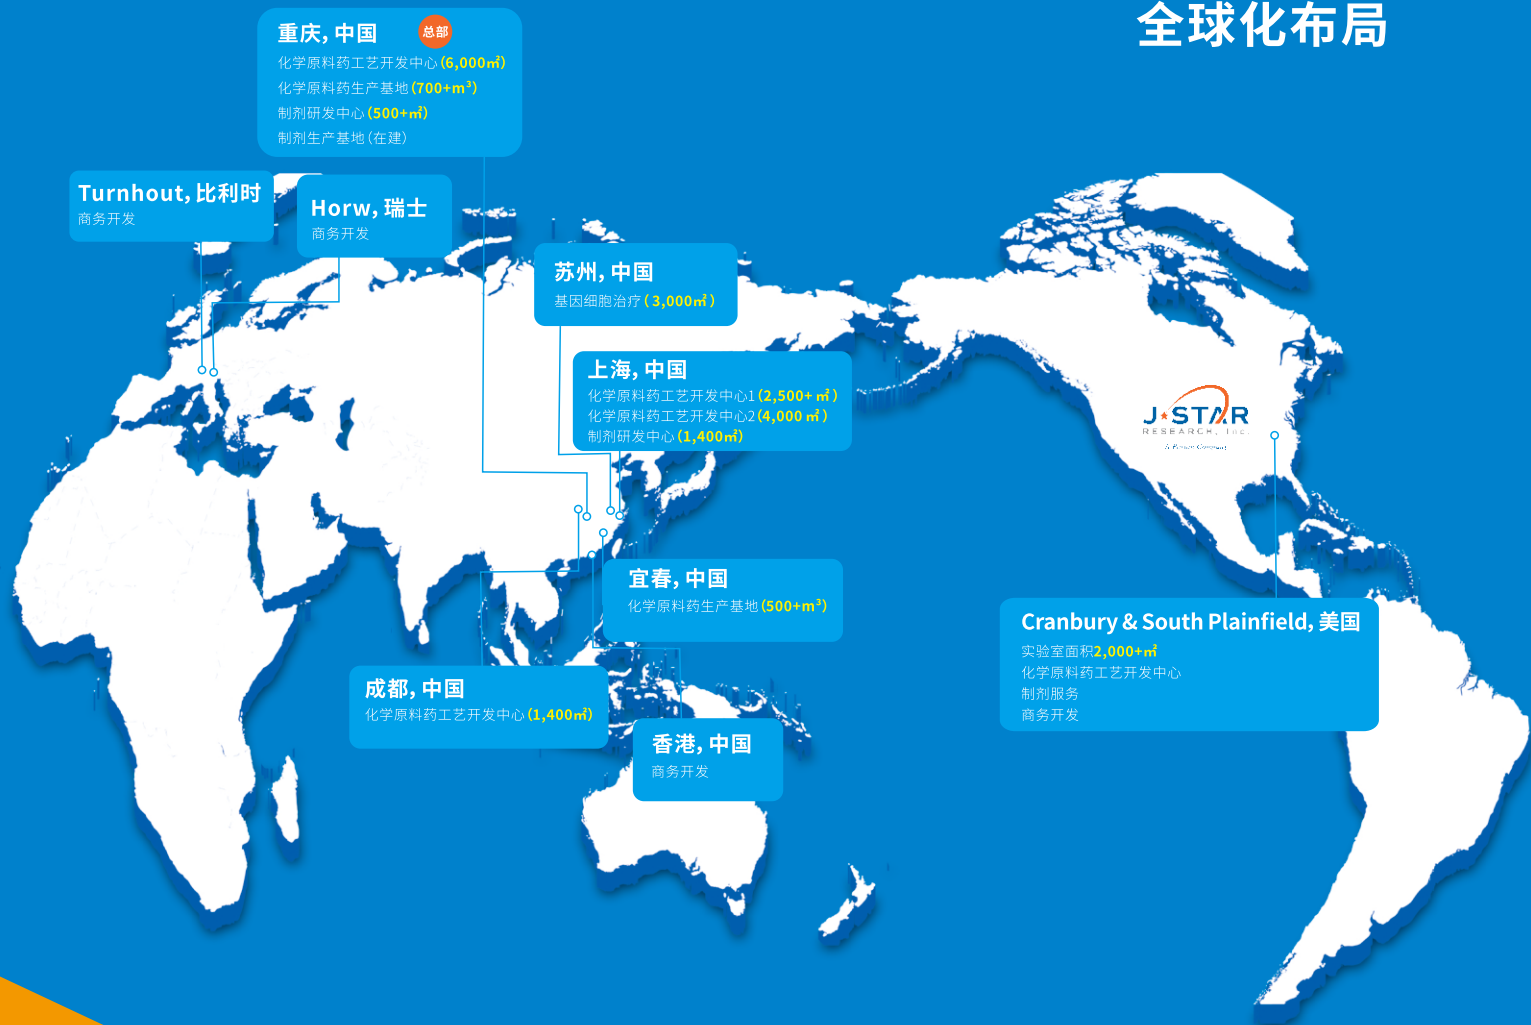 全球化布局
重庆，中国 总部
化学原料药工艺开发中心（6,000㎡）
化学原料药生产基地（700+m³）
制剂研发中心（500+㎡）
制剂生产基地（在建）
Turnhout，比利时
商务开发
Horw，瑞士
商务开发
苏州，中国
基因细胞治疗（3,000㎡）
上海，中国
化学原料药工艺开发中心1（2,500+㎡）
化学原料药工艺开发中心2（4,000㎡）
制剂研发中心（1,400㎡）
J★STAR
RESEARCH, Inc.
A Porton Company
宜春，中国
化学原料药生产基地（500+m³）
Cranbury & South Plainfield，美国
实验室面积2,000+㎡
化学原料药工艺开发中心
制剂服务
商务开发
成都，中国
化学原料药工艺开发中心（1,400㎡）
香港，中国
商务开发